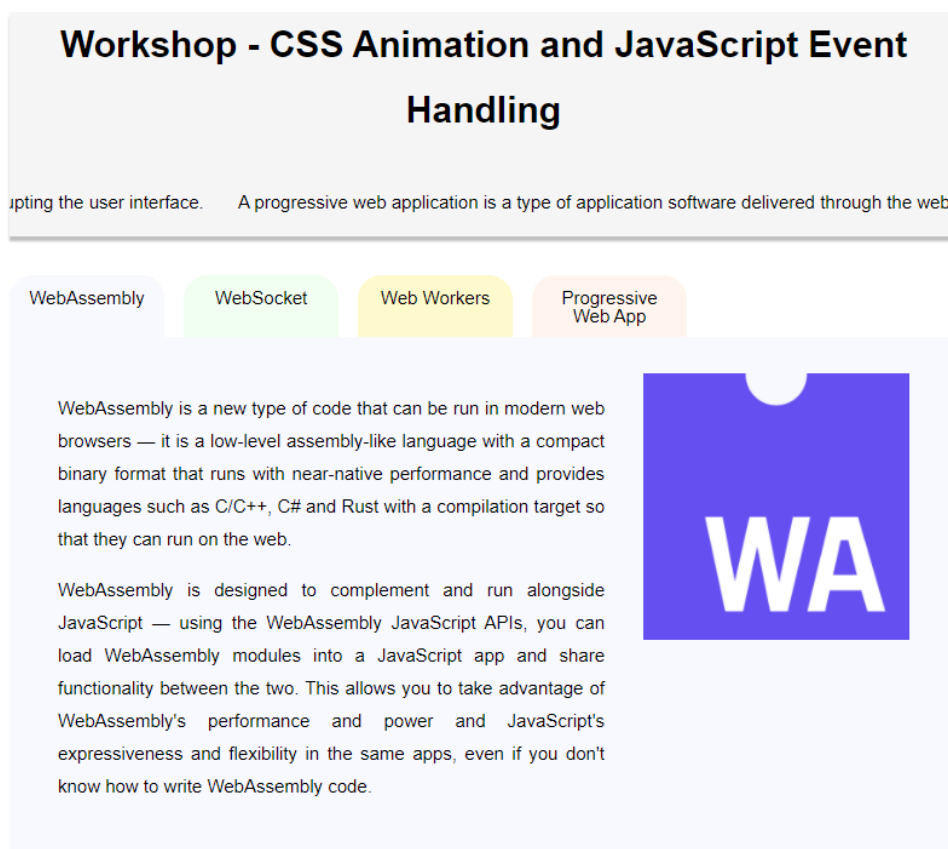 Workshop - CSS Animation and JavaScript Event
Handling
upting the user interface. A progressive web application is a type of application software delivered through the web
WebAssembly
WebSocket
Web Workers
Progressive
Web App
WebAssembly is a new type of code that can be run in modern web
browsers — it is a low-level assembly-like language with a compact
binary format that runs with near-native performance and provides
languages such as C/C++, C# and Rust with a compilation target so
that they can run on the web.
WebAssembly is designed to complement and run alongside
JavaScript — using the WebAssembly JavaScript APIs, you can
load WebAssembly modules into a JavaScript app and share
functionality between the two. This allows you to take advantage of
WebAssembly's performance and power and JavaScript's
expressiveness and flexibility in the same apps, even if you don't
know how to write WebAssembly code.
WA